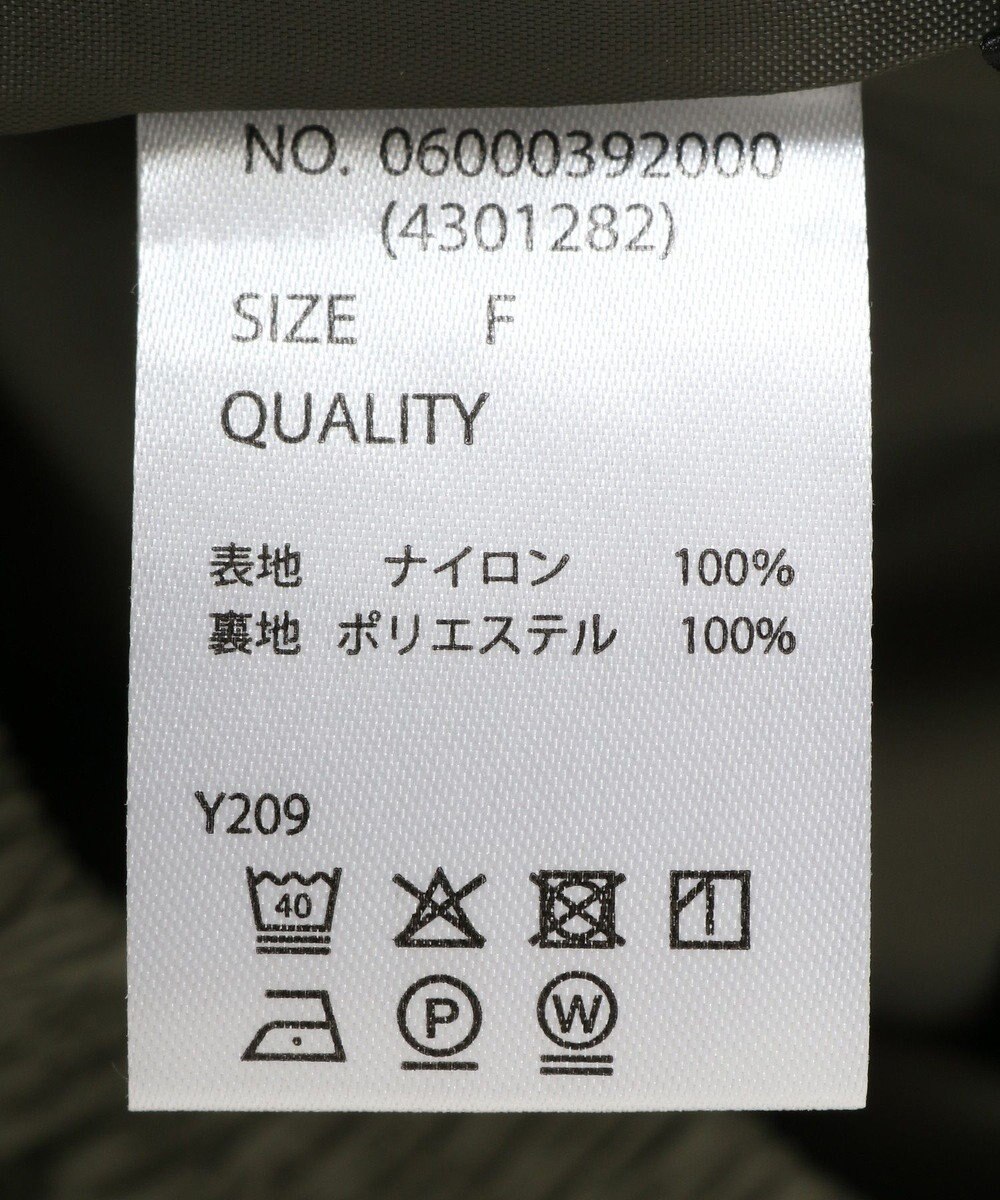 NO. 06000392000
(4301282)
SIZE F
QUALITY
表地 ナイロン 100%
裏地 ポリエステル 100%
Y209
40
P W